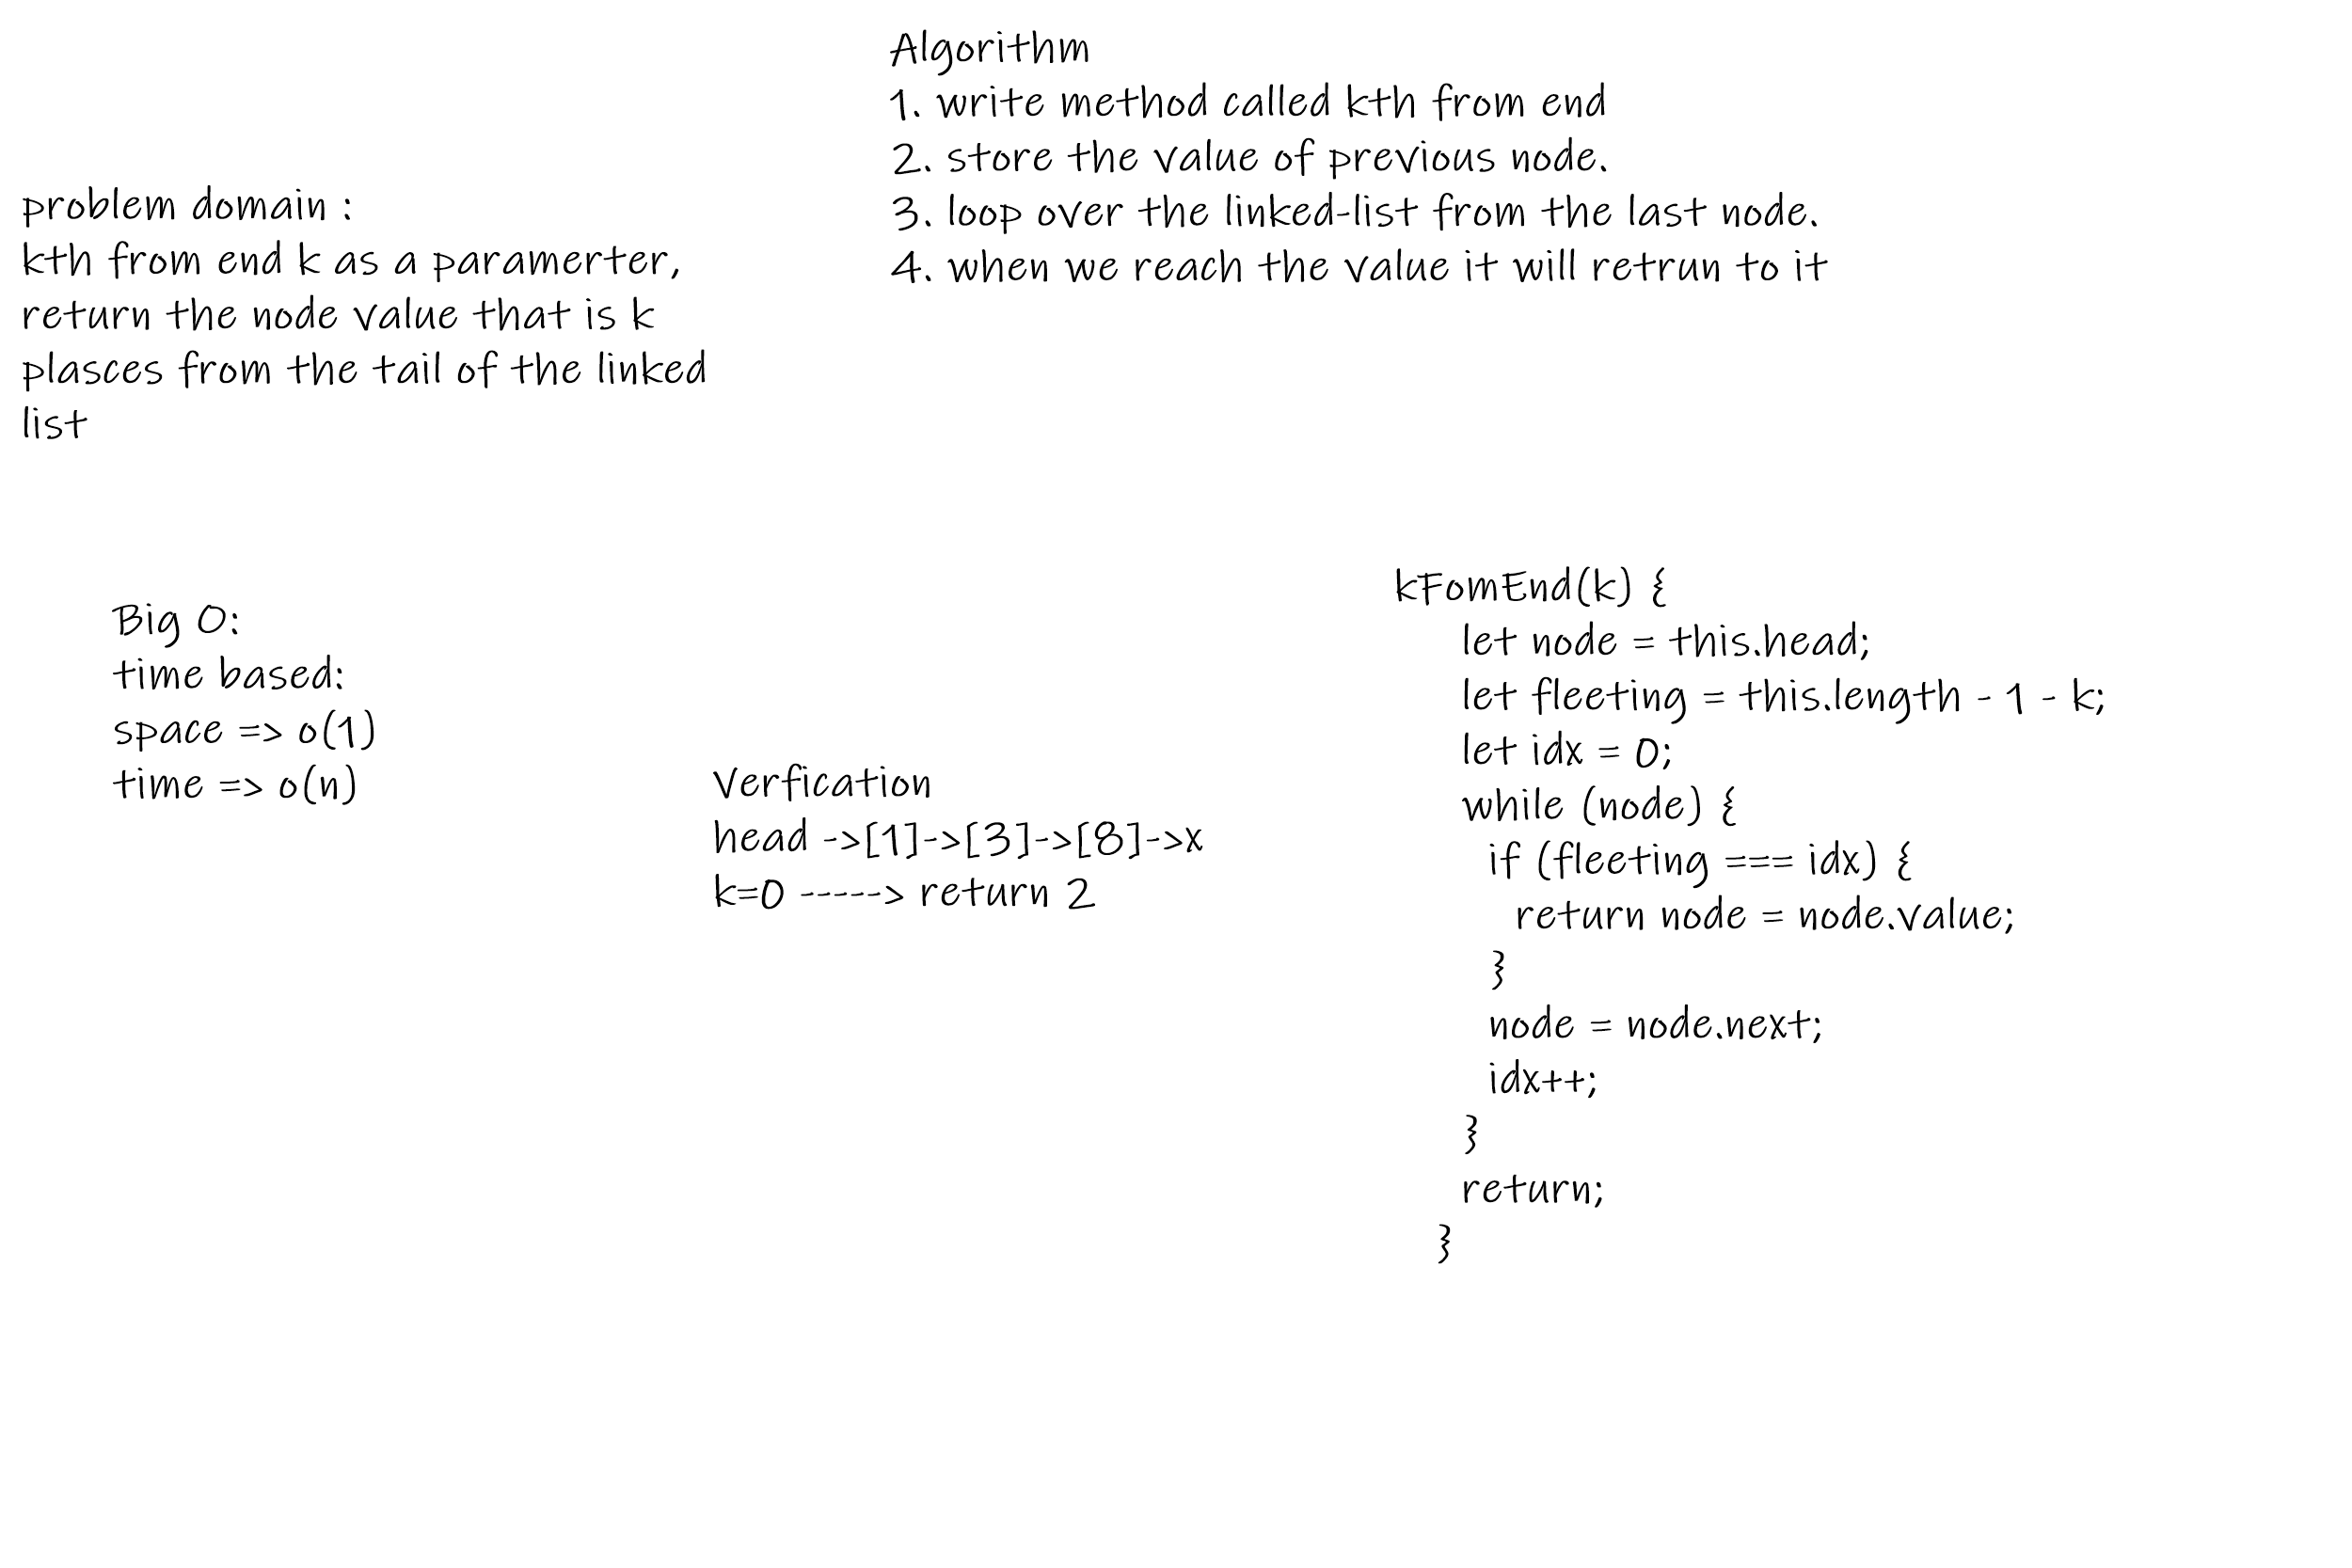 Algorithm
1. write method called kth from end
2. store the value of previous node.
3. loop over the linked-list from the last node.
4. when we reach the value it will retrun to it
problem domain :
kth from end k as a paramerter,
return the node value that is k
plasces from the tail of the linked
list
Big O:
time based:
space => o(1)
time => o(n)
Verfication
head ->[1]->[3]->[8]->x
k=0 -----> return 2
kFomEnd(k) {
let node = this.head;
let fleeting = this.length - 1 - k;
let idx = 0;
while (node) {
if (fleeting === idx) {
return node = node.value;
}
node = node.next;
idx++;
}
return;
}